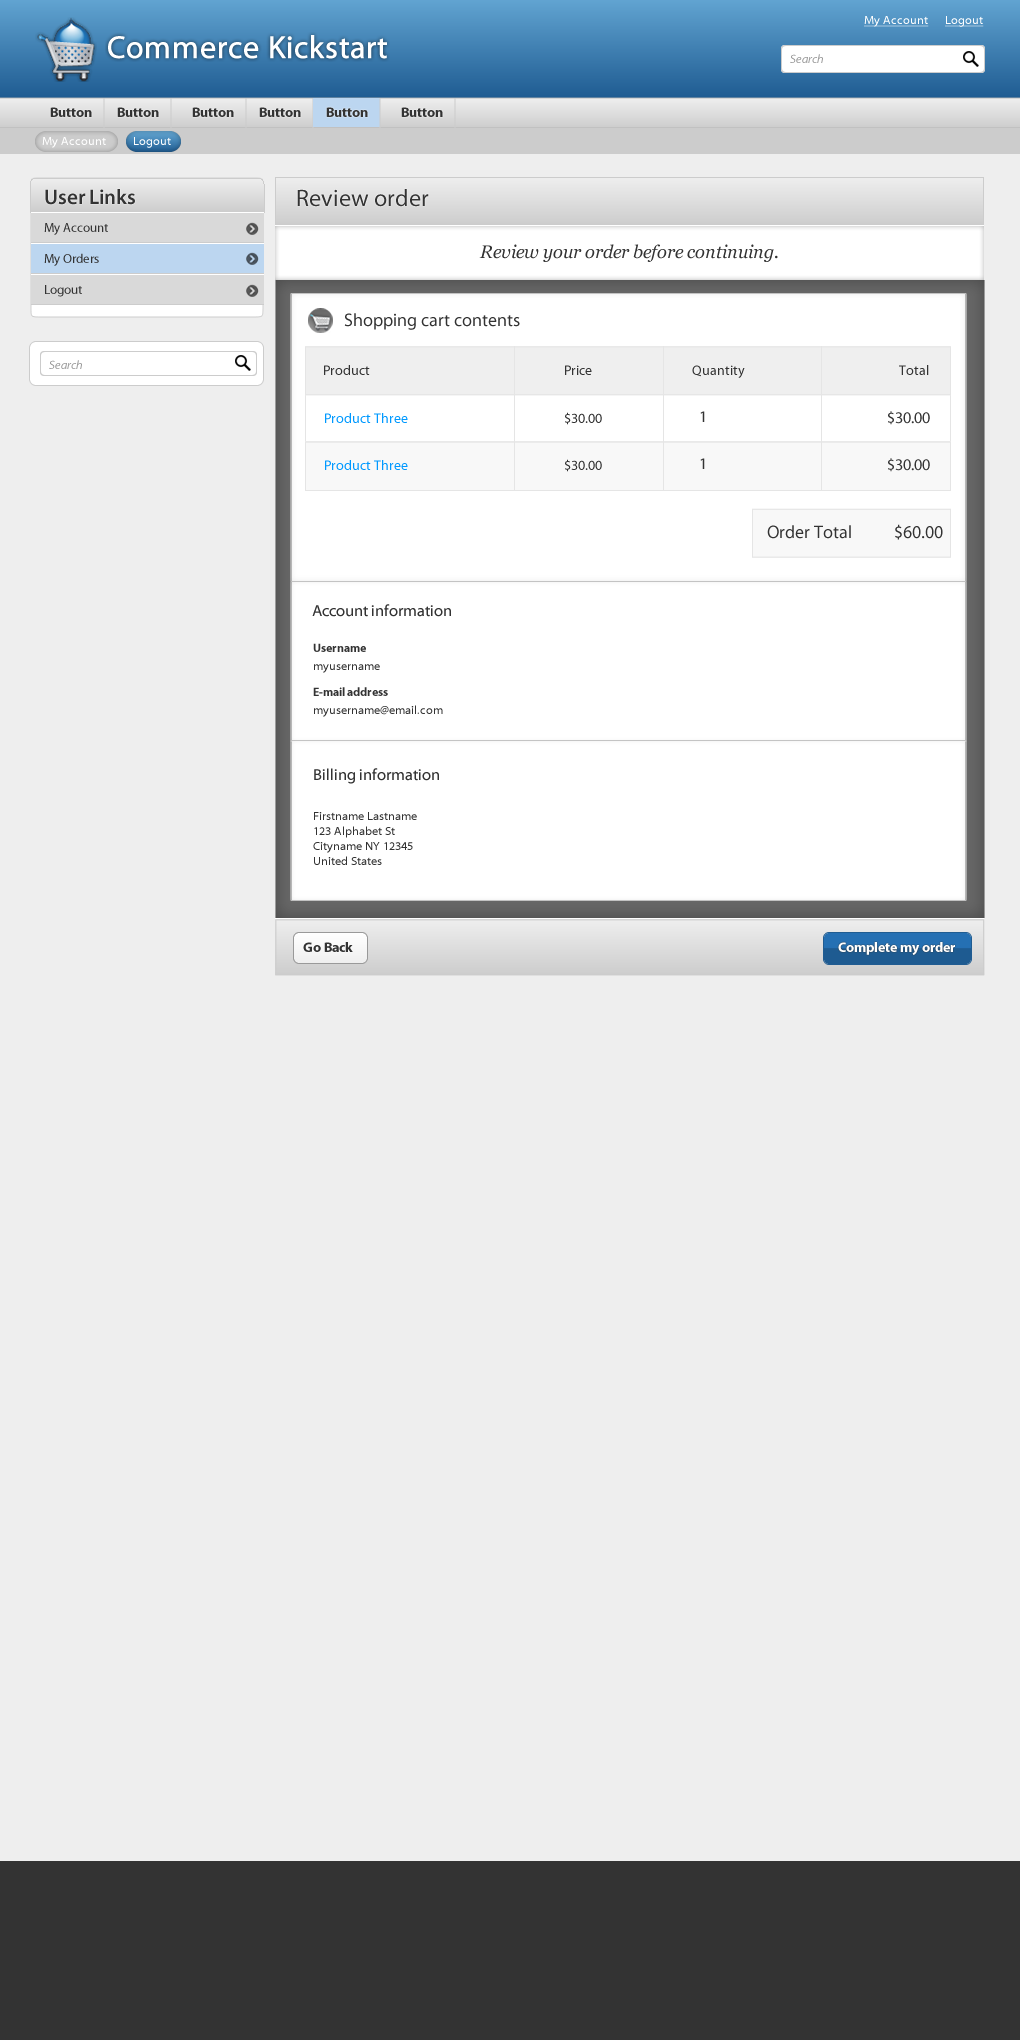 My Account Logout
Commerce Kickstart
Search
Button Button Button Button Button Button
My Account Logout
User Links
My Account
My Orders
Logout
Search
Review order
Review your order before continuing.
Shopping cart contents
Product Price Quantity Total
Product Three $30.00 1 $30.00
Product Three $30.00 1 $30.00
Order Total $60.00
Account information
Username
myusername
E-mail address
myusername@email.com
Billing information
Firstname Lastname
123 Alphabet St
Cityname NY 12345
United States
Go Back Complete my order